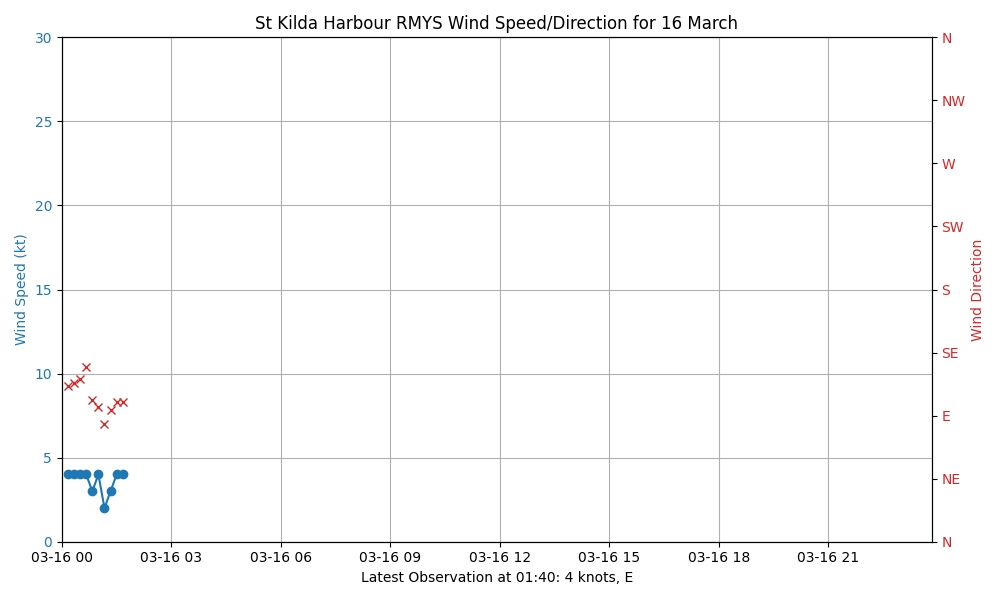 St Kilda Harbour RMYS Wind Speed/Direction for 16 March
30
25
20
15
10
5
0
Wind Speed (kt)
N
NW
W
SW
S
SE
E
NE
N
Wind Direction
03-16 00
03-16 03
03-16 06
03-16 09
03-16 12
03-16 15
03-16 18
03-16 21
Latest Observation at 01:40: 4 knots, E